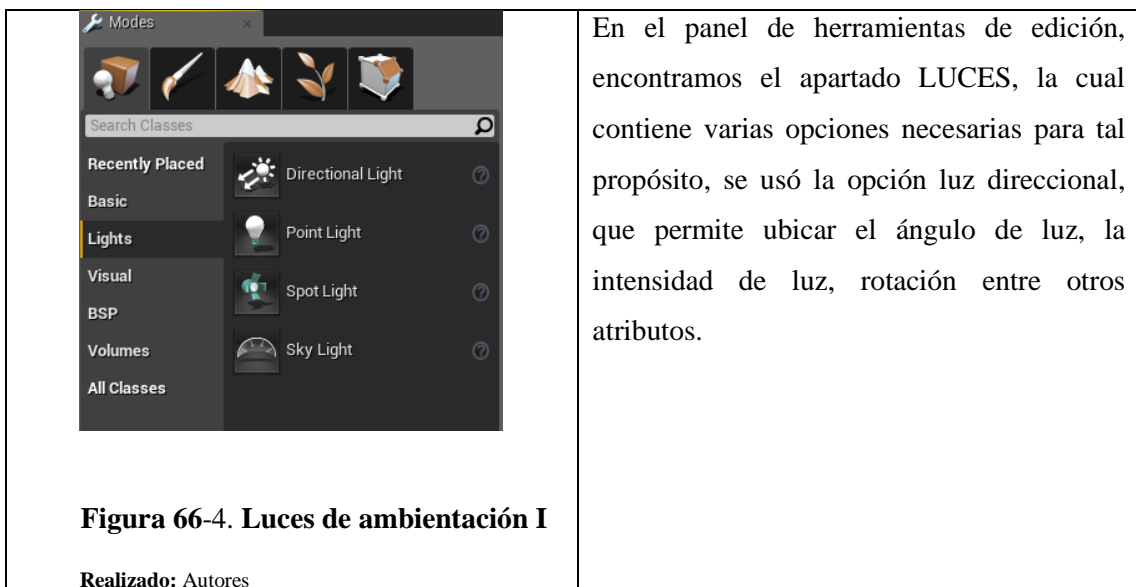 Modes
Search Classes
Recently Placed
Basic
Lights
Visual
BSP
Volumes
All Classes
Directional Light
Point Light
Spot Light
Sky Light
Figura 66-4. Luces de ambientación I
Realizado: Autores
En el panel de herramientas de edición,
encontramos el apartado LUCES, la cual
contiene varias opciones necesarias para tal
propósito, se usó la opción luz direccional,
que permite ubicar el ángulo de luz, la
intensidad de luz, rotación entre otros
atributos.